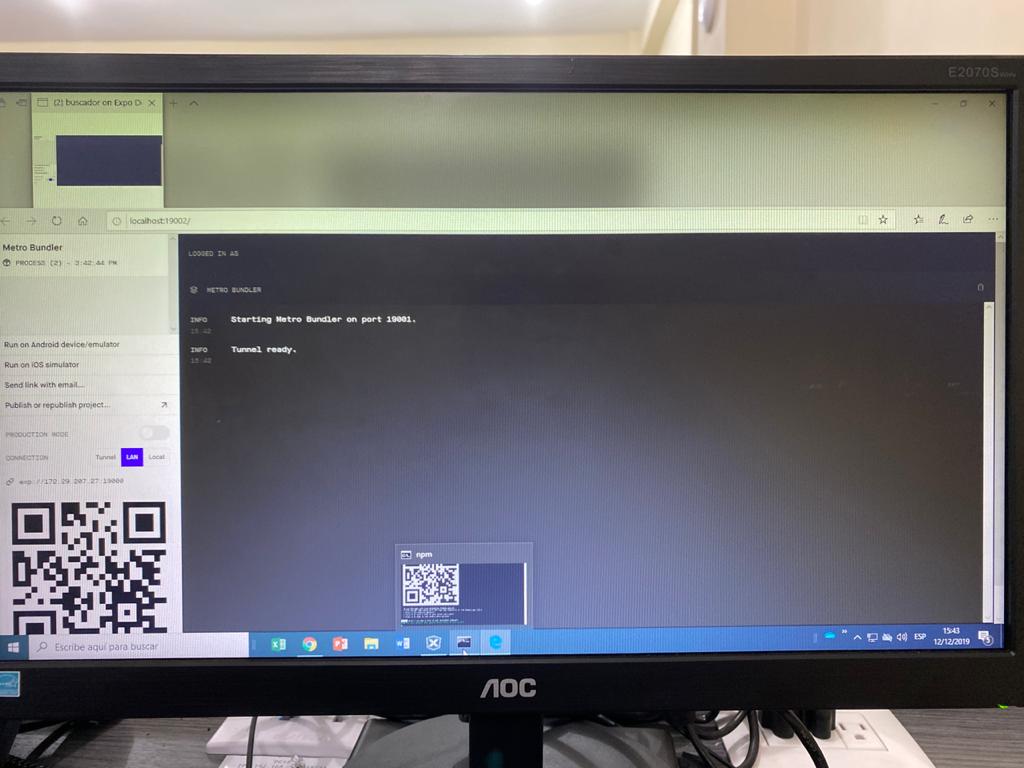 E2070S
(2) buscador on Expo D
localhost:19002/
Metro Bundler
PROCESS (2) - 3:42:44 PM
Run on Android device/emulator
Run on iOS simulator
Send link with email...
Publish or republish project...
PRODUCTION MODE
CONNECTION Tunnel LAN Local
exp://172.29.207.27:19000
LOGGED IN AS
METRO BUNDLER
INFO Starting Metro Bundler on port 19001.
15:42
INFO Tunnel ready.
15:42
npm
Escribe aquí para buscar
ESP
15:43
12/12/2019
AOC